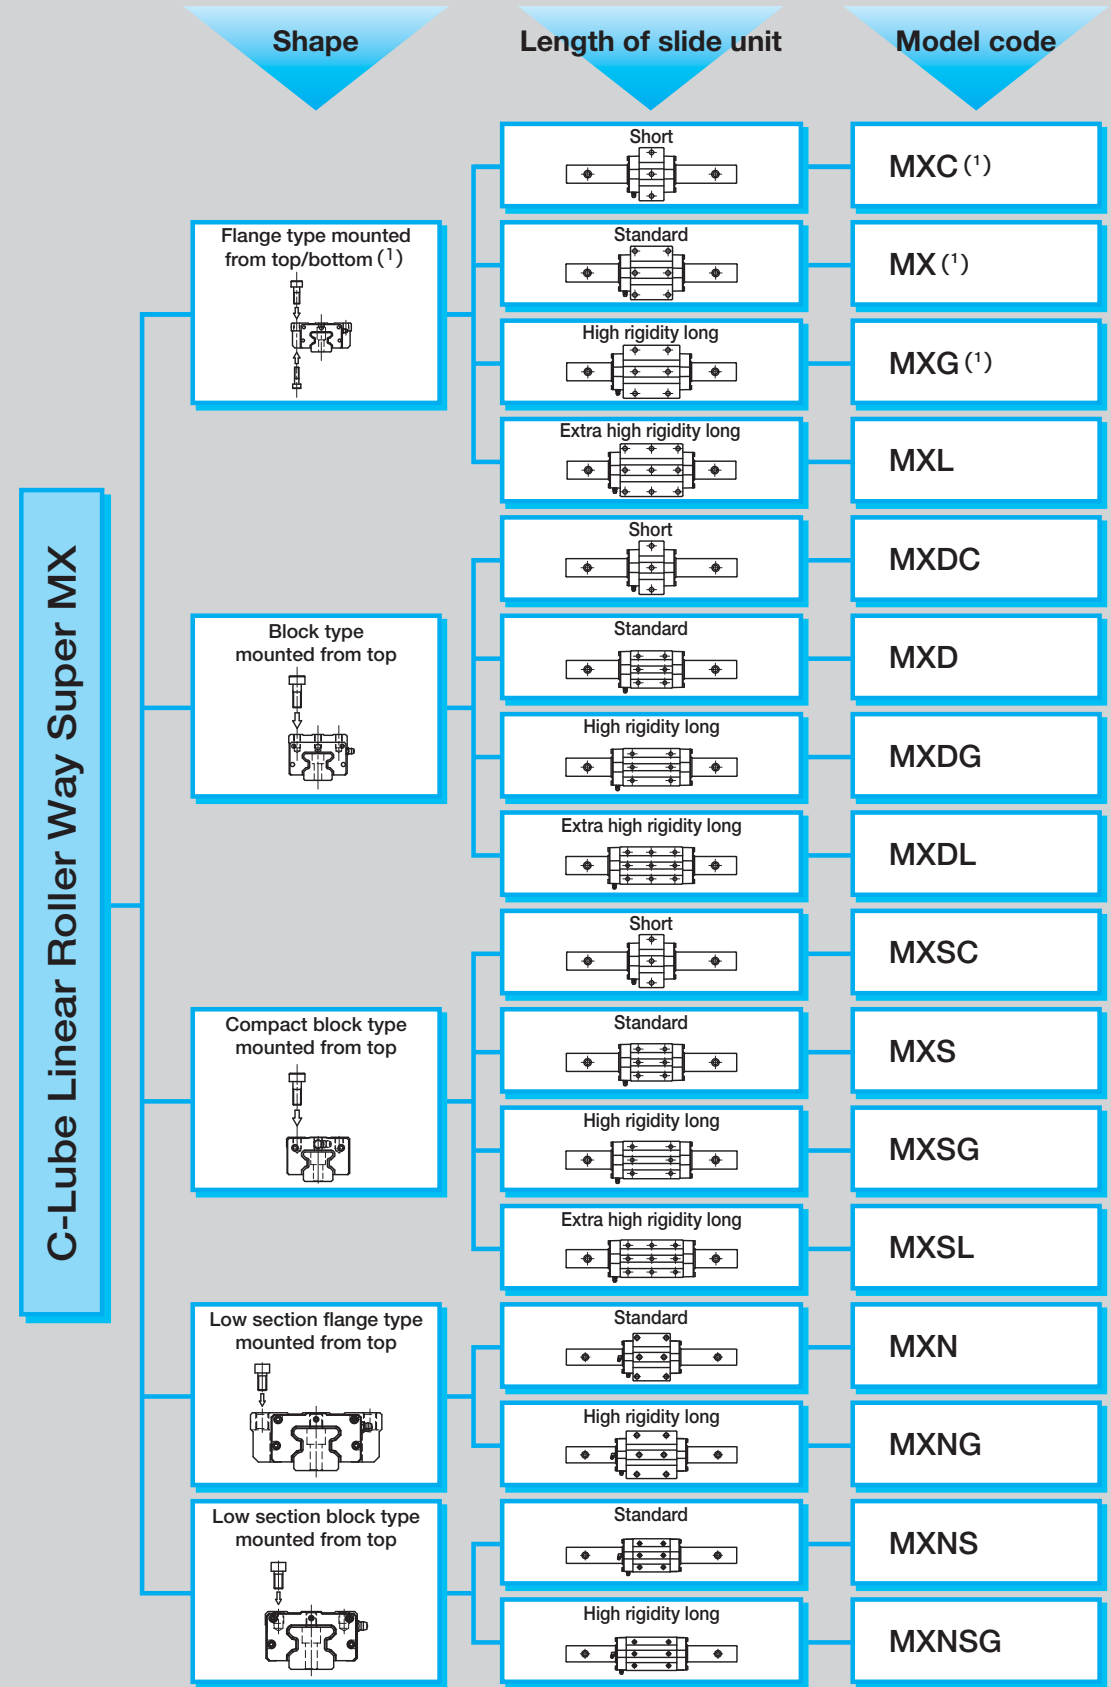 Shape
Length of slide unit
Model code
C-Lube Linear Roller Way Super MX
Flange type mounted
from top/bottom (1)
Short
MXC (1)
Standard
MX (1)
High rigidity long
MXG (1)
Extra high rigidity long
MXL
Block type
mounted from top
Short
MXDC
Standard
MXD
High rigidity long
MXDG
Extra high rigidity long
MXDL
Compact block type
mounted from top
Short
MXSC
Standard
MXS
High rigidity long
MXSG
Extra high rigidity long
MXSL
Low section flange type
mounted from top
Standard
MXN
High rigidity long
MXNG
Low section block type
mounted from top
Standard
MXNS
High rigidity long
MXNSG